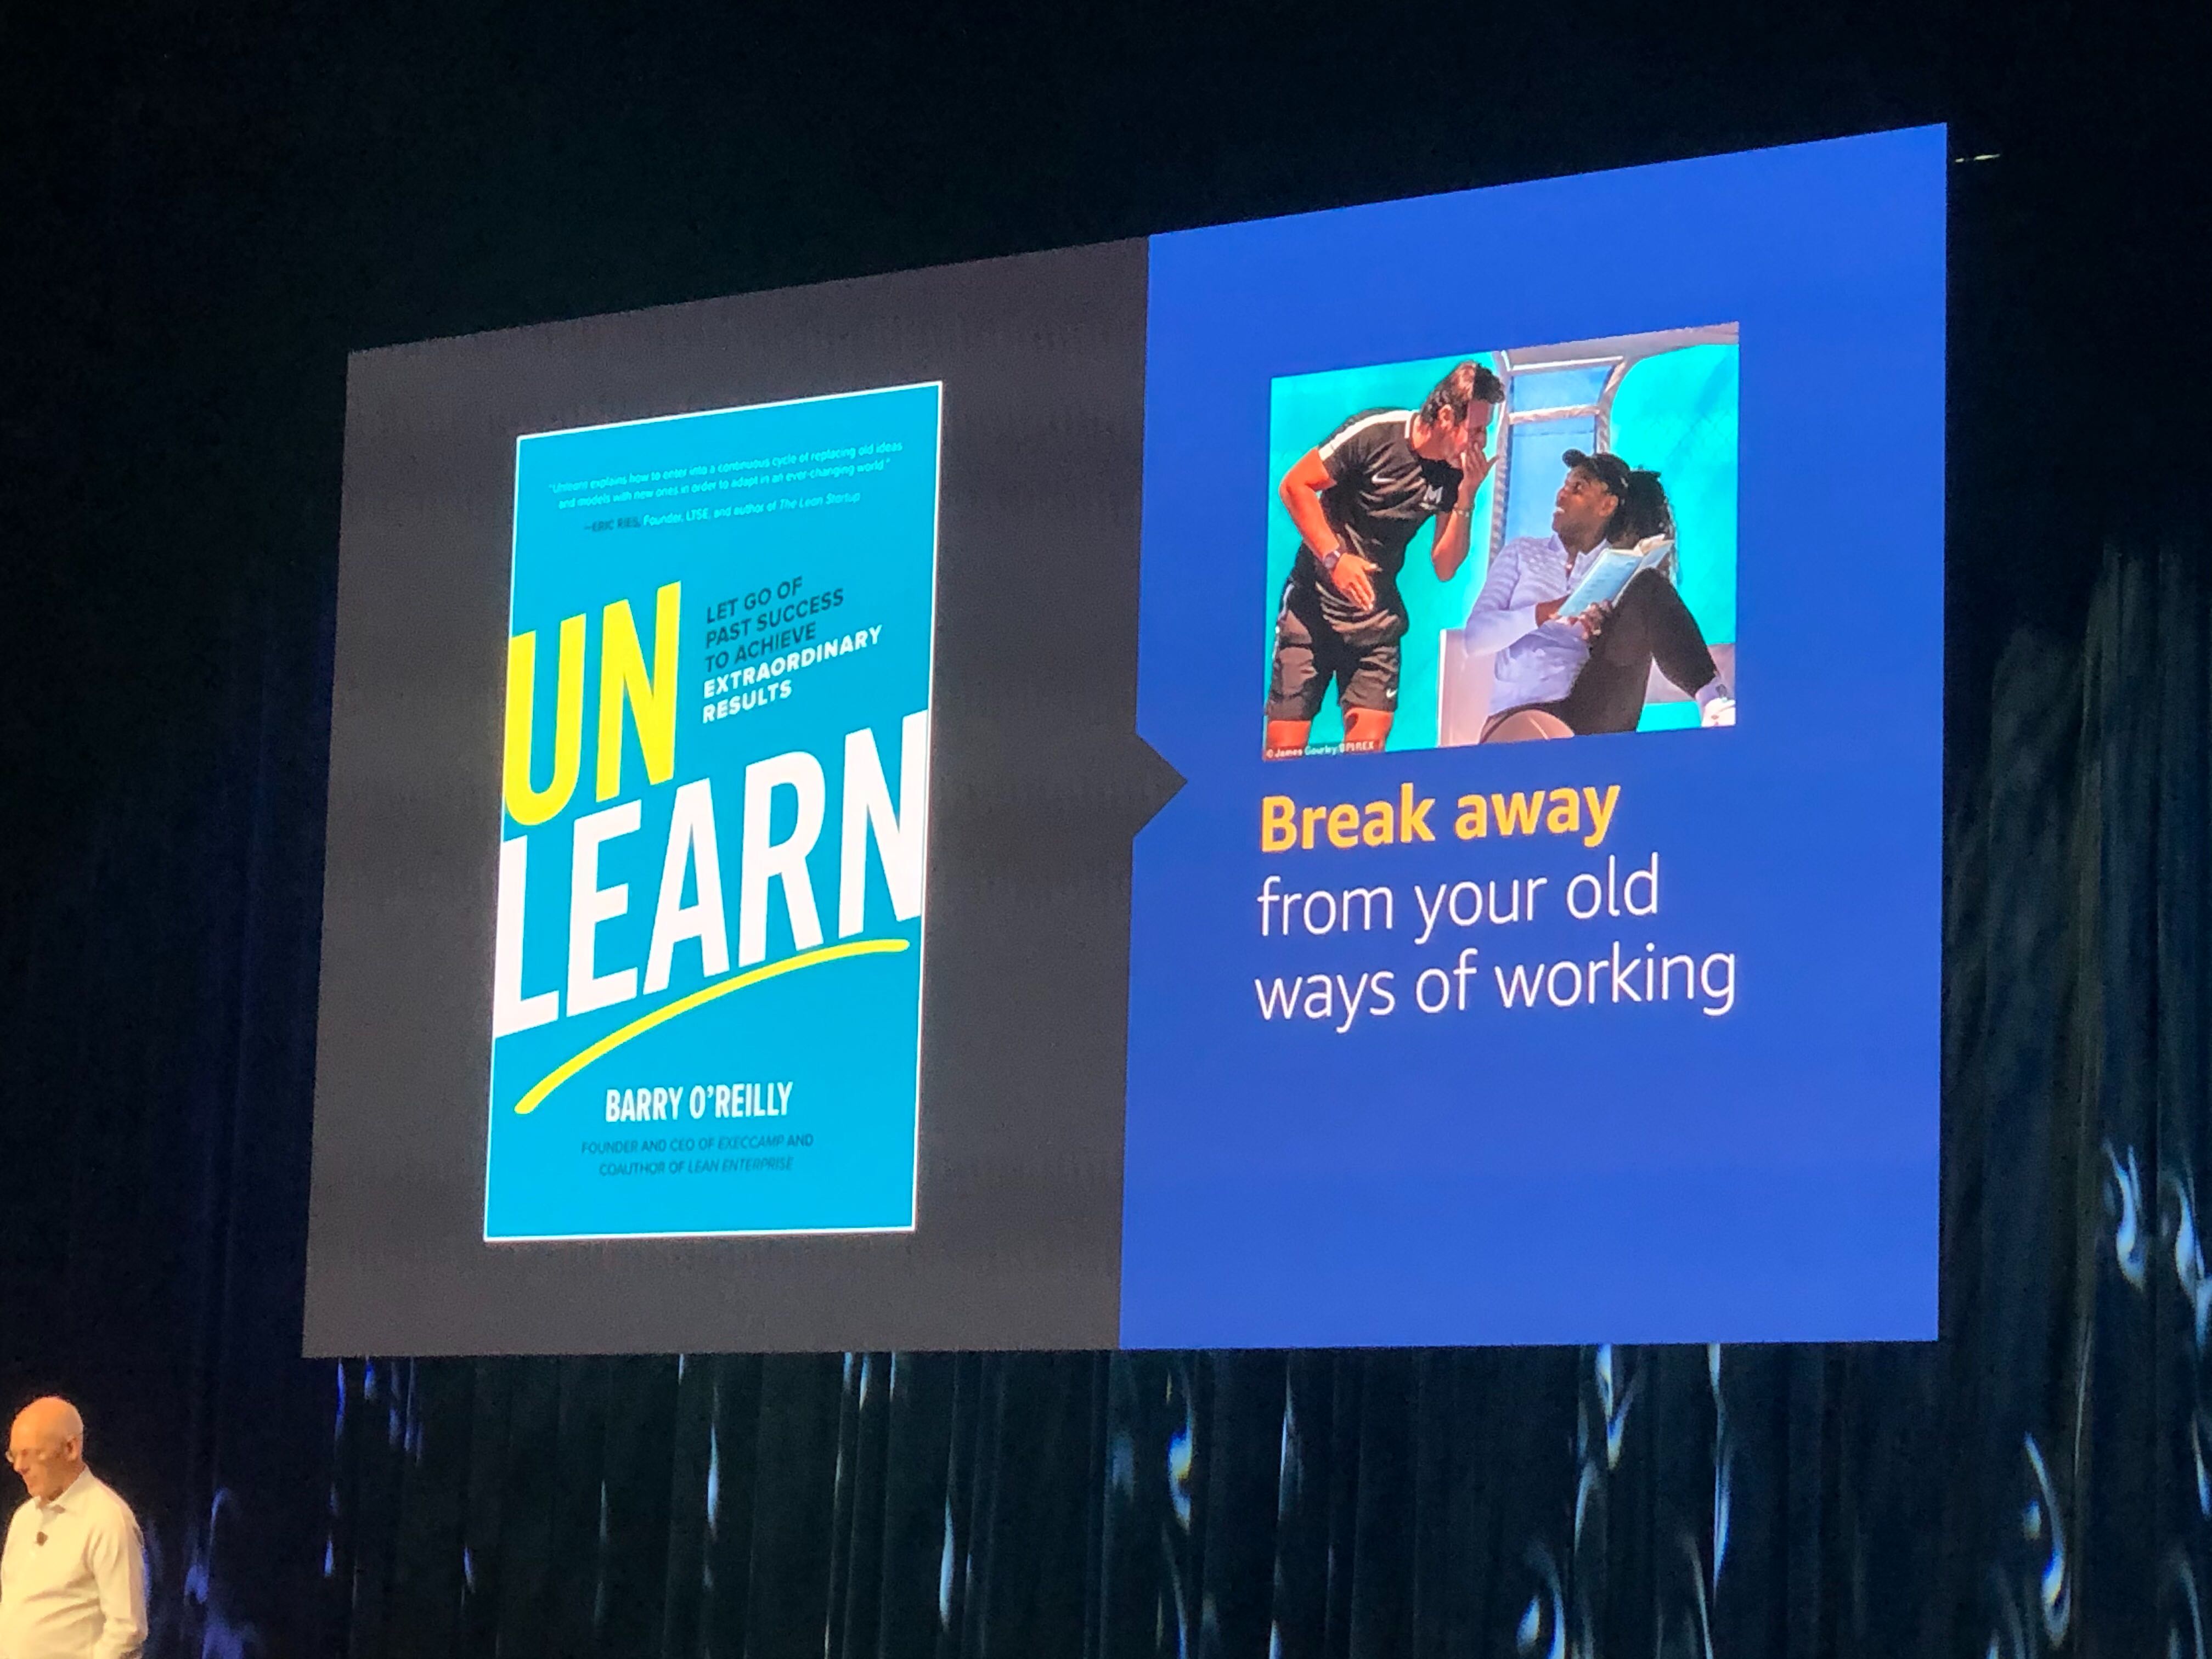 "Unlearn explains how to enter into a continuous cycle of replacing old ideas
and models with new ones in order to adapt in an ever-changing world."
—ERIC RIES, Founder, LTSE, and author of The Lean Startup
UN
LET GO OF
PAST SUCCESS
TO ACHIEVE
EXTRAORDINARY
RESULTS
LEARN
BARRY O'REILLY
FOUNDER AND CEO OF EXECCAMP AND
COAUTHOR OF LEAN ENTERPRISE
M
© James Gourley/BPI/REX
Break away
from your old
ways of working